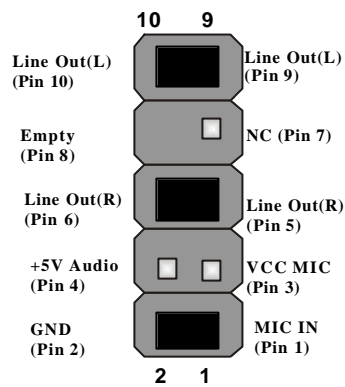 10 9
Line Out(L)
(Pin 10)
Line Out(L)
(Pin 9)
Empty
(Pin 8)
NC (Pin 7)
Line Out(R)
(Pin 6)
Line Out(R)
(Pin 5)
+5V Audio
(Pin 4)
VCC MIC
(Pin 3)
GND
(Pin 2)
MIC IN
(Pin 1)
2 1